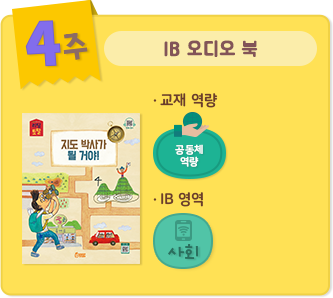 4주
IB 오디오 북
· 교재 역량
공동체
역량
지도 박사가
될 거야!
· IB 영역
사회